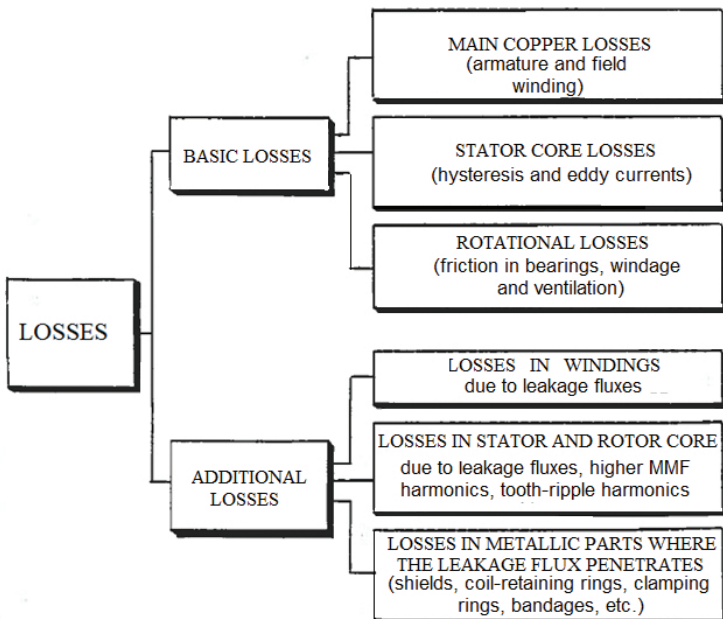 LOSSES
BASIC LOSSES
MAIN COPPER LOSSES
(armature and field
winding)
STATOR CORE LOSSES
(hysteresis and eddy currents)
ROTATIONAL LOSSES
(friction in bearings, windage
and ventilation)
ADDITIONAL
LOSSES
LOSSES IN WINDINGS
due to leakage fluxes
LOSSES IN STATOR AND ROTOR CORE
due to leakage fluxes, higher MMF
harmonics, tooth-ripple harmonics
LOSSES IN METALLIC PARTS WHERE
THE LEAKAGE FLUX PENETRATES
(shields, coil-retaining rings, clamping
rings, bandages, etc.)